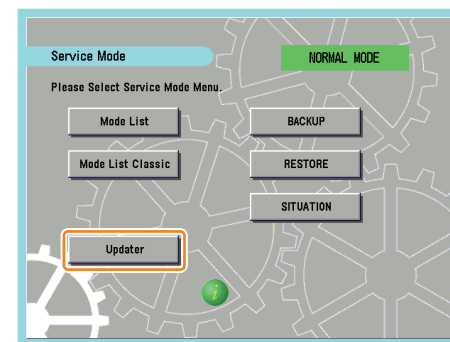 Service Mode
NORMAL MODE
Please Select Service Mode Menu.
Mode List
BACKUP
Mode List Classic
RESTORE
SITUATION
Updater
i